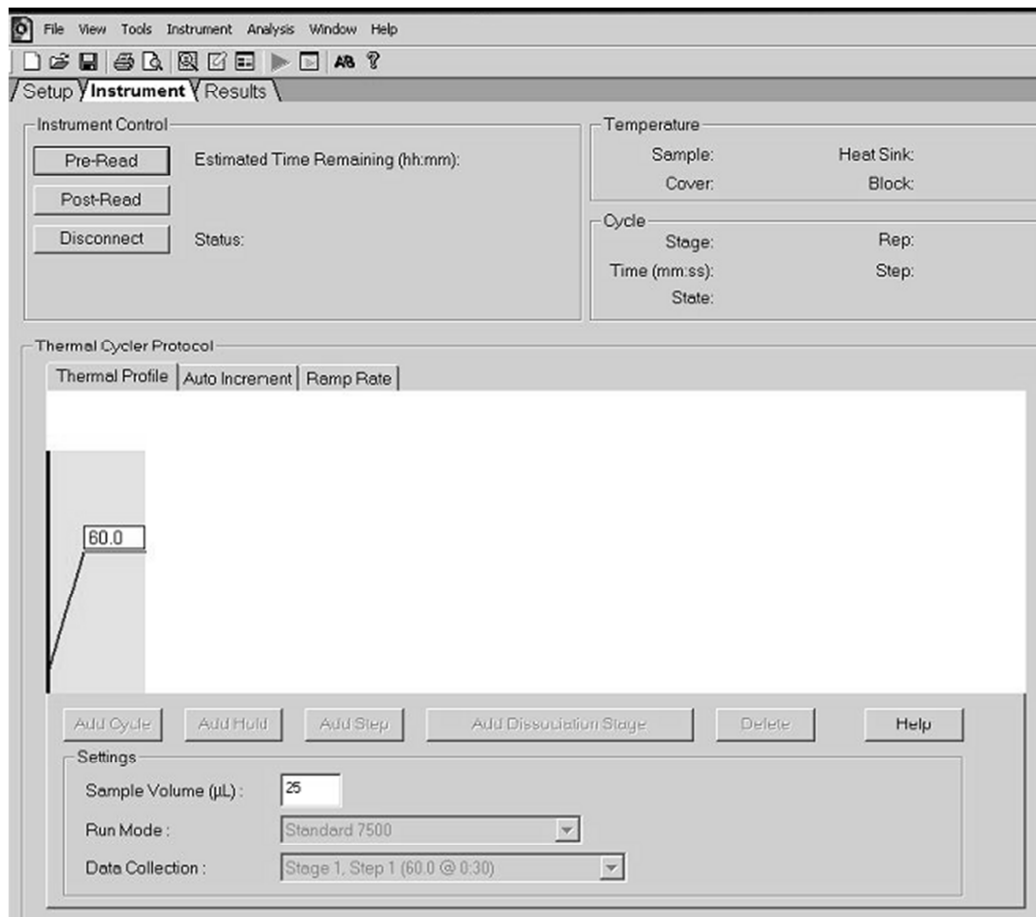 File View Tools Instrument Analysis Window Help
AB ?
Setup Instrument Results
Instrument Control
Pre-Read Estimated Time Remaining (hh:mm):
Post-Read
Disconnect Status:
Temperature
Sample: Heat Sink:
Cover: Block:
Cycle
Stage: Rep:
Time (mm:ss): Step:
State:
Thermal Cycler Protocol
Thermal Profile Auto Increment Ramp Rate
60.0
Add Cycle Add Hold Add Step Add Dissociation Stage Delete Help
Settings
Sample Volume (µL) : 25
Run Mode : Standard 7500
Data Collection : Stage 1, Step 1 (60.0 @ 0:30)